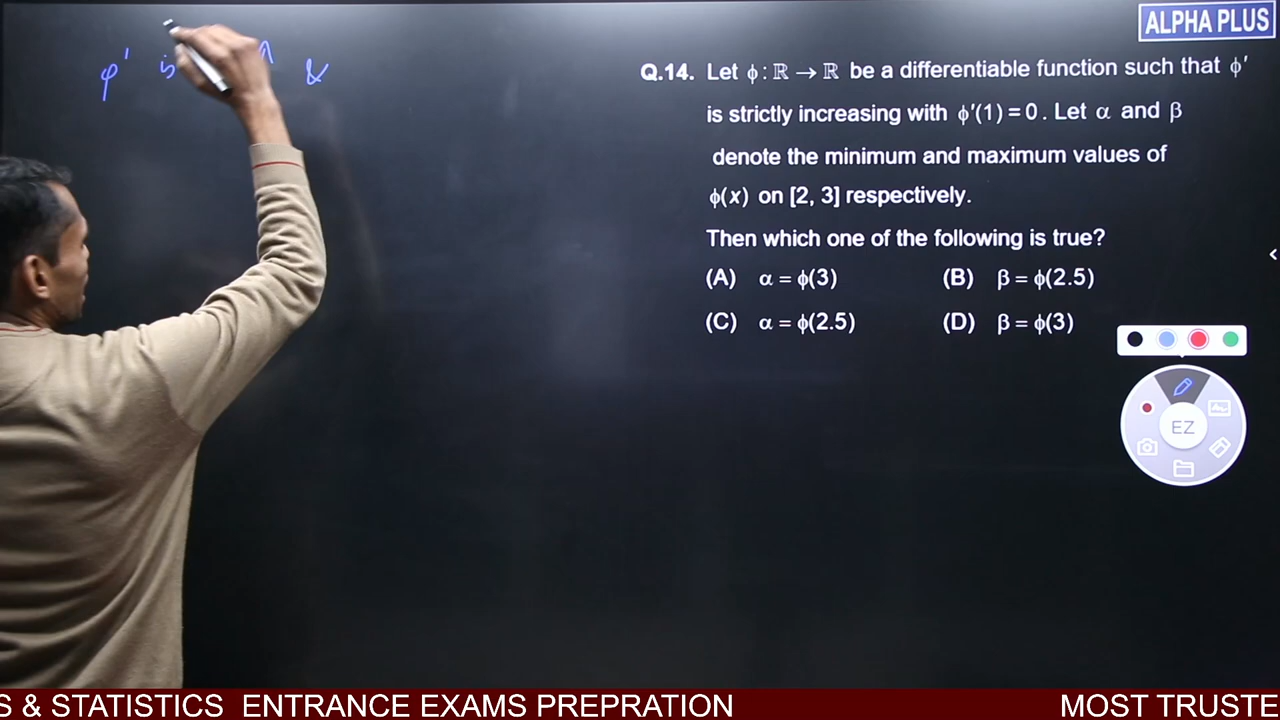 ALPHA PLUS
φ' is &
Q.14. Let ϕ : ℝ → ℝ be a differentiable function such that ϕ′
is strictly increasing with ϕ′(1) = 0. Let α and β
denote the minimum and maximum values of
ϕ(x) on [2, 3] respectively.
Then which one of the following is true?
(A) α = ϕ(3) (B) β = ϕ(2.5)
(C) α = ϕ(2.5) (D) β = ϕ(3)
EZ
S & STATISTICS ENTRANCE EXAMS PREPRATION MOST TRUSTE